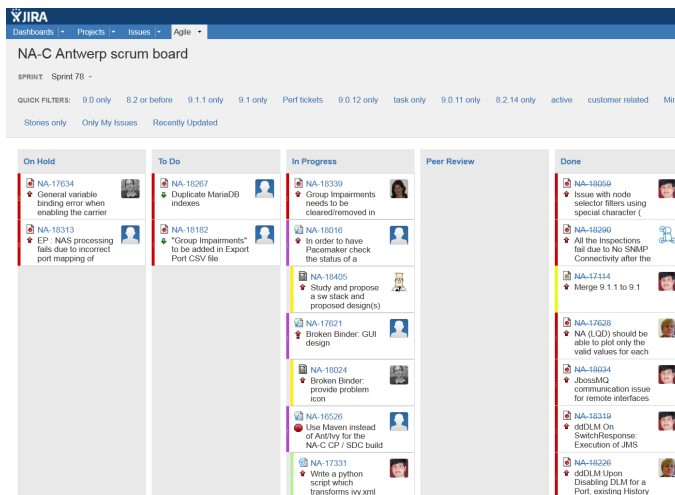 JIRA
Dashboards Projects Issues Agile
NA-C Antwerp scrum board
SPRINT: Sprint 78
QUICK FILTERS: 9.0 only 8.2 or before 9.1.1 only 9.1 only Perf tickets 9.0.12 only task only 9.0.11 only 8.2.14 only active customer related
Stories only Only My Issues Recently Updated
On Hold
NA-17634
General variable
binding error when
enabling the carrier
NA-18313
EP : NAS processing
fails due to incorrect
port mapping of
To Do
NA-18267
Duplicate MariaDB
indexes
NA-18182
"Group Impairments"
to be added in Export
Port CSV file
In Progress
NA-18339
Group Impairments
needs to be
cleared/removed in
NA-18016
In order to have
Pacemaker check
the status of a
NA-18405
Study and propose
a sw stack and
proposed design(s)
NA-17621
Broken Binder: GUI
design
NA-18024
Broken Binder:
provide problem
icon
NA-16526
Use Maven instead
of Ant/Ivy for the
NA-C CP / SDC build
NA-17331
Write a python
script which
transforms ivy.xml
Peer Review
Done
NA-18059
Issue with node
selector filters using
special character (
NA-18290
All the Inspections
fail due to No SNMP
Connectivity after the
NA-17114
Merge 9.1.1 to 9.1
NA-17628
NA (LQD) should be
able to plot only the
valid values for each
NA-18034
JbossMQ
communication issue
for remote interfaces
NA-18319
ddDLM On
SwitchResponse:
Execution of JMS
NA-18226
ddDLM:Upon
Disabling DLM for a
Port, existing History